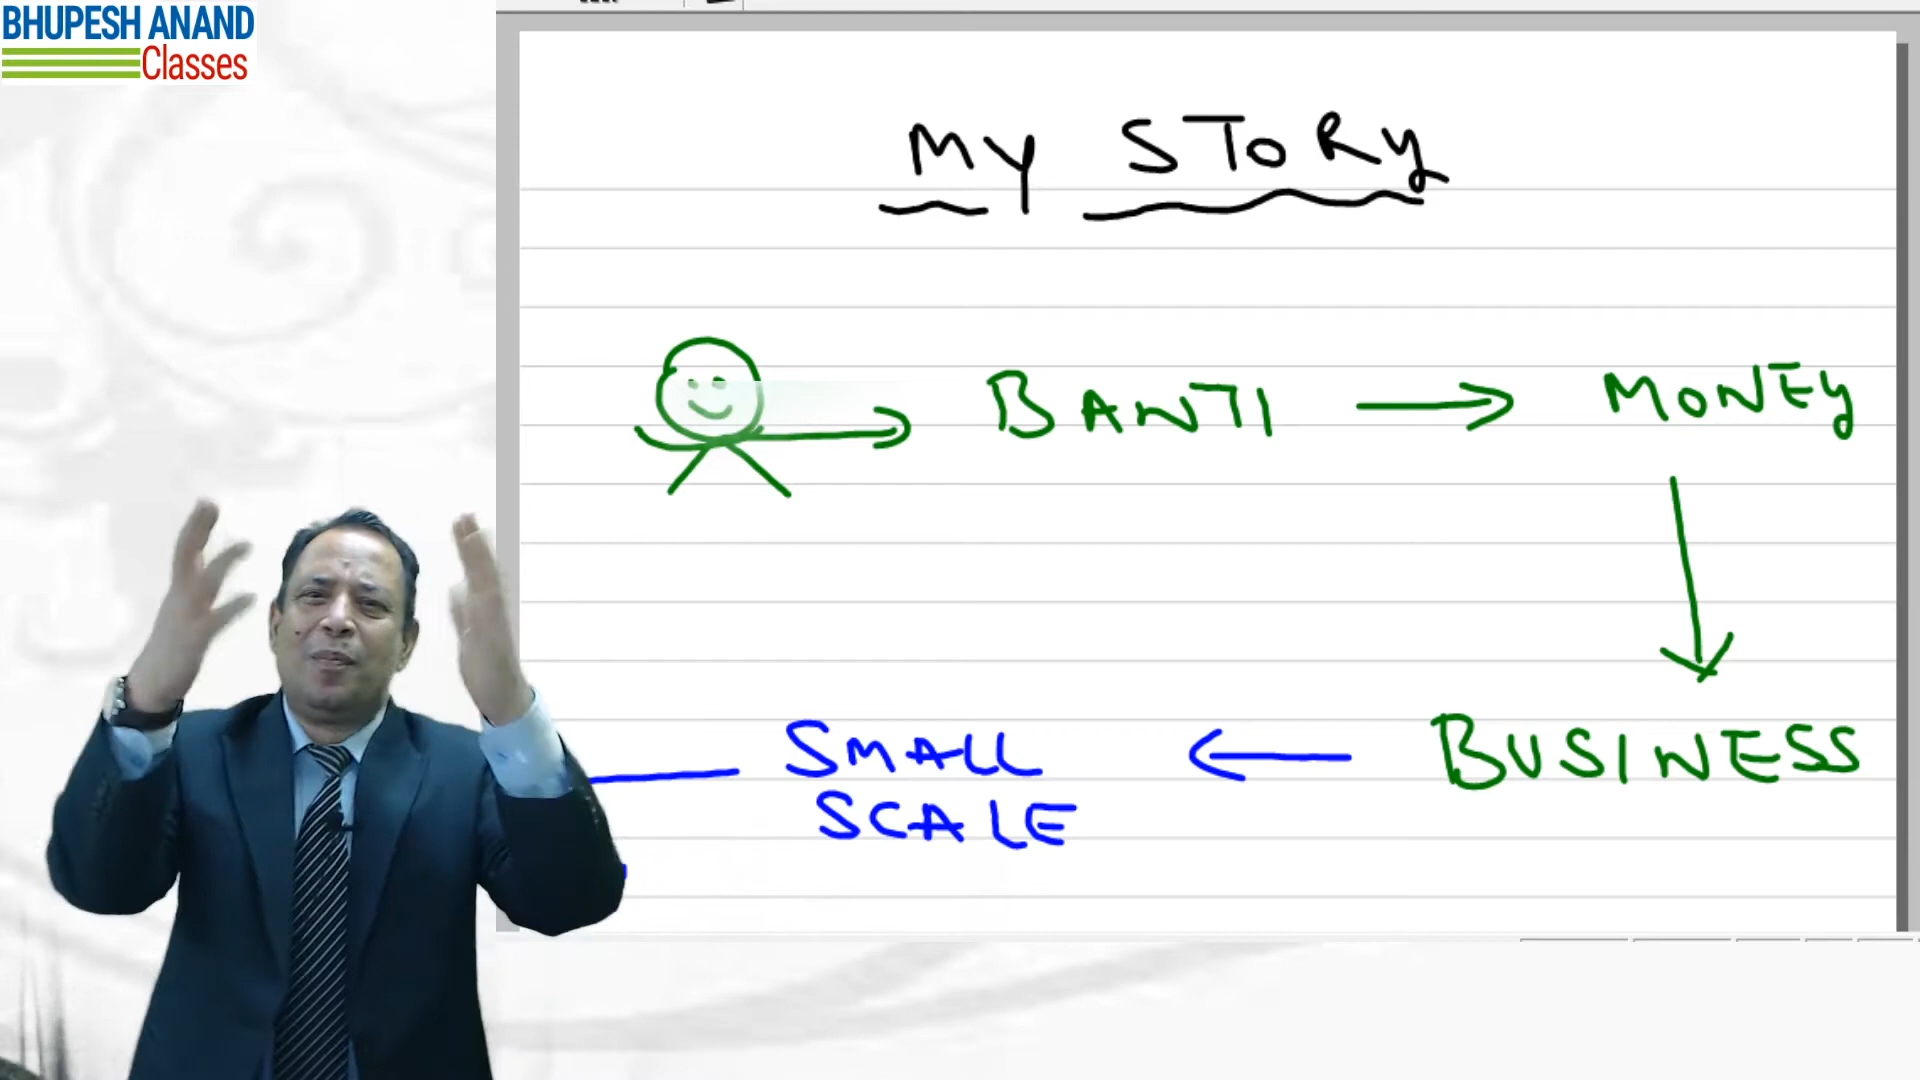 BHUPESH ANAND
Classes
MY STORY
BANTI → MONEY
SMALL ← BUSINESS
SCALE